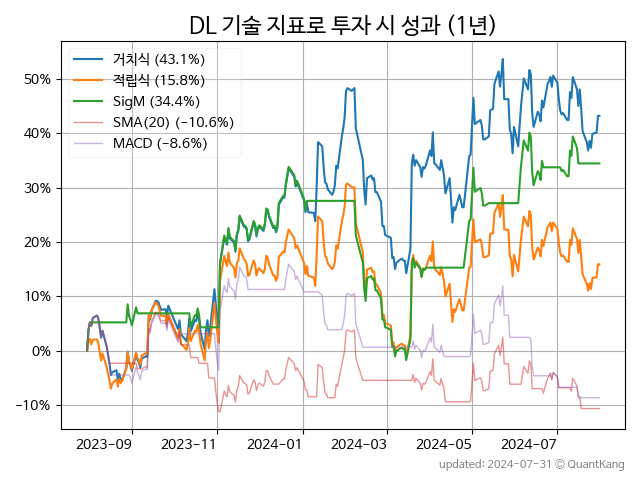 DL 기술 지표로 투자 시 성과 (1년)
거치식 (43.1%)
적립식 (15.8%)
SigM (34.4%)
SMA(20) (−10.6%)
MACD (−8.6%)
50%
40%
30%
20%
10%
0%
−10%
2023-09 2023-11 2024-01 2024-03 2024-05 2024-07
updated: 2024-07-31 © QuantKang